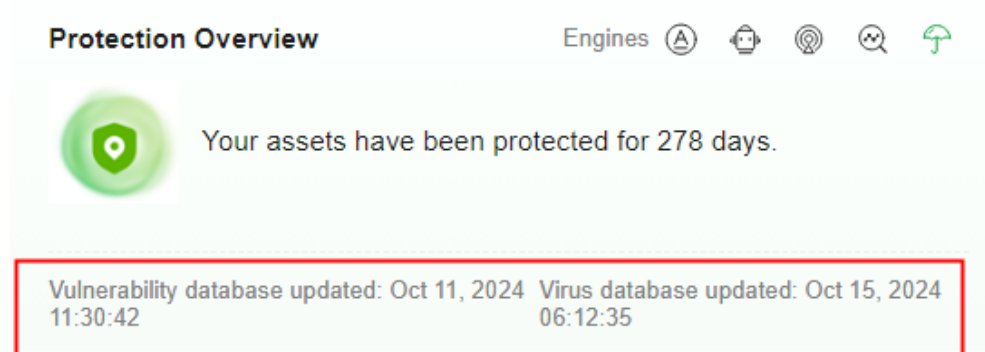 Protection Overview
Engines
Your assets have been protected for 278 days.
Vulnerability database updated: Oct 11, 2024
11:30:42
Virus database updated: Oct 15, 2024
06:12:35